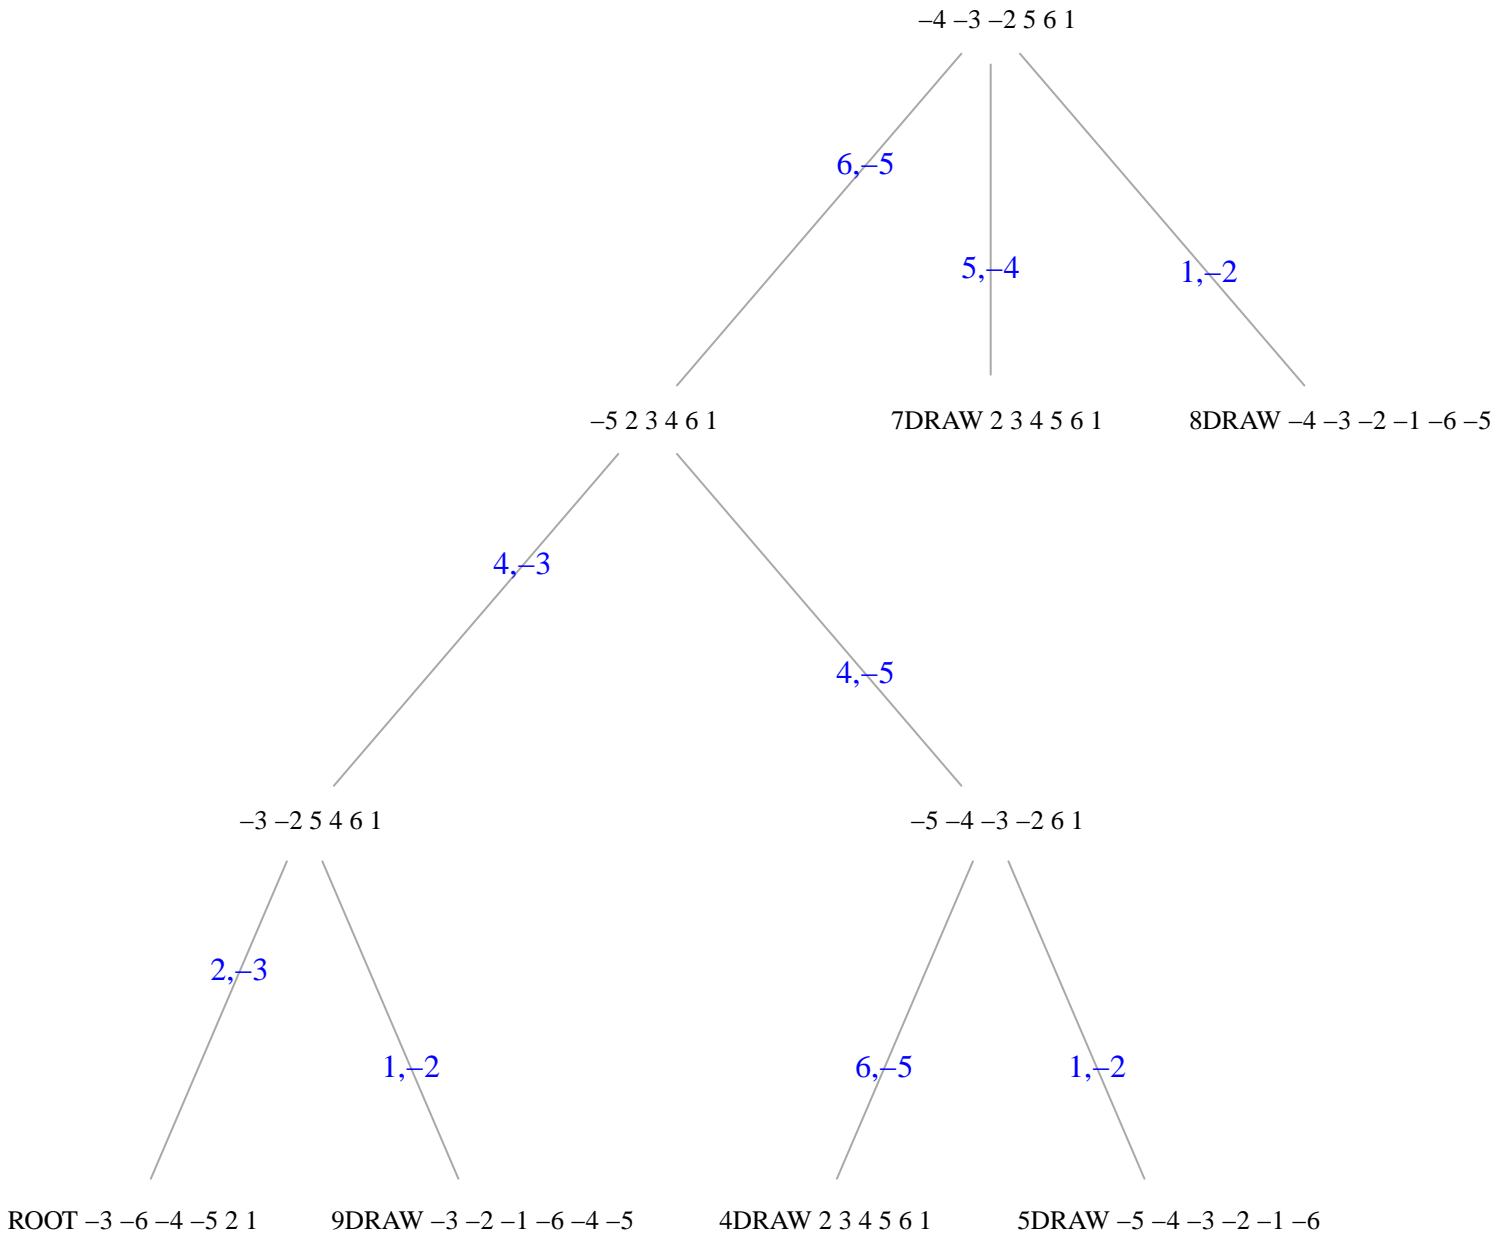 –4 –3 –2 5 6 1
6,–5
5,–4
1,–2
–5 2 3 4 6 1
7DRAW 2 3 4 5 6 1
8DRAW –4 –3 –2 –1 –6 –5
4,–3
4,–5
–3 –2 5 4 6 1
–5 –4 –3 –2 6 1
2,–3
1,–2
6,–5
1,–2
ROOT –3 –6 –4 –5 2 1
9DRAW –3 –2 –1 –6 –4 –5
4DRAW 2 3 4 5 6 1
5DRAW –5 –4 –3 –2 –1 –6